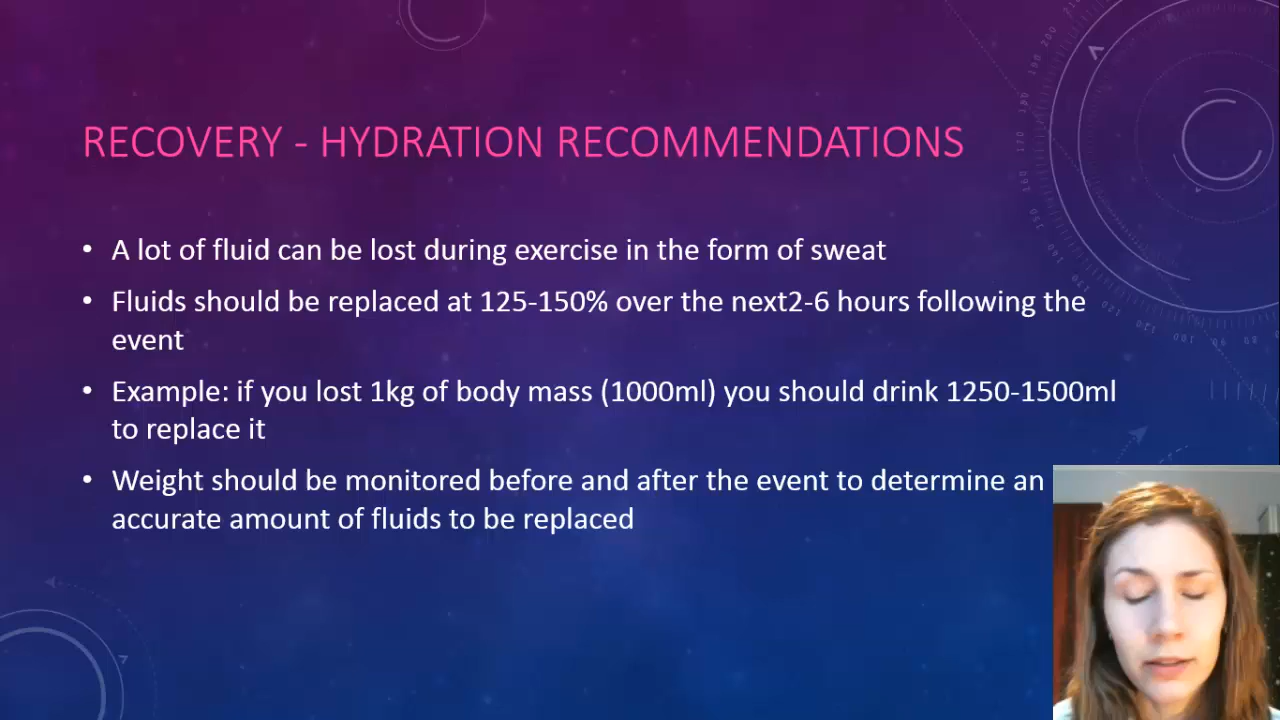 RECOVERY - HYDRATION RECOMMENDATIONS
• A lot of fluid can be lost during exercise in the form of sweat
• Fluids should be replaced at 125-150% over the next2-6 hours following the
event
• Example: if you lost 1kg of body mass (1000ml) you should drink 1250-1500ml
to replace it
• Weight should be monitored before and after the event to determine an
accurate amount of fluids to be replaced